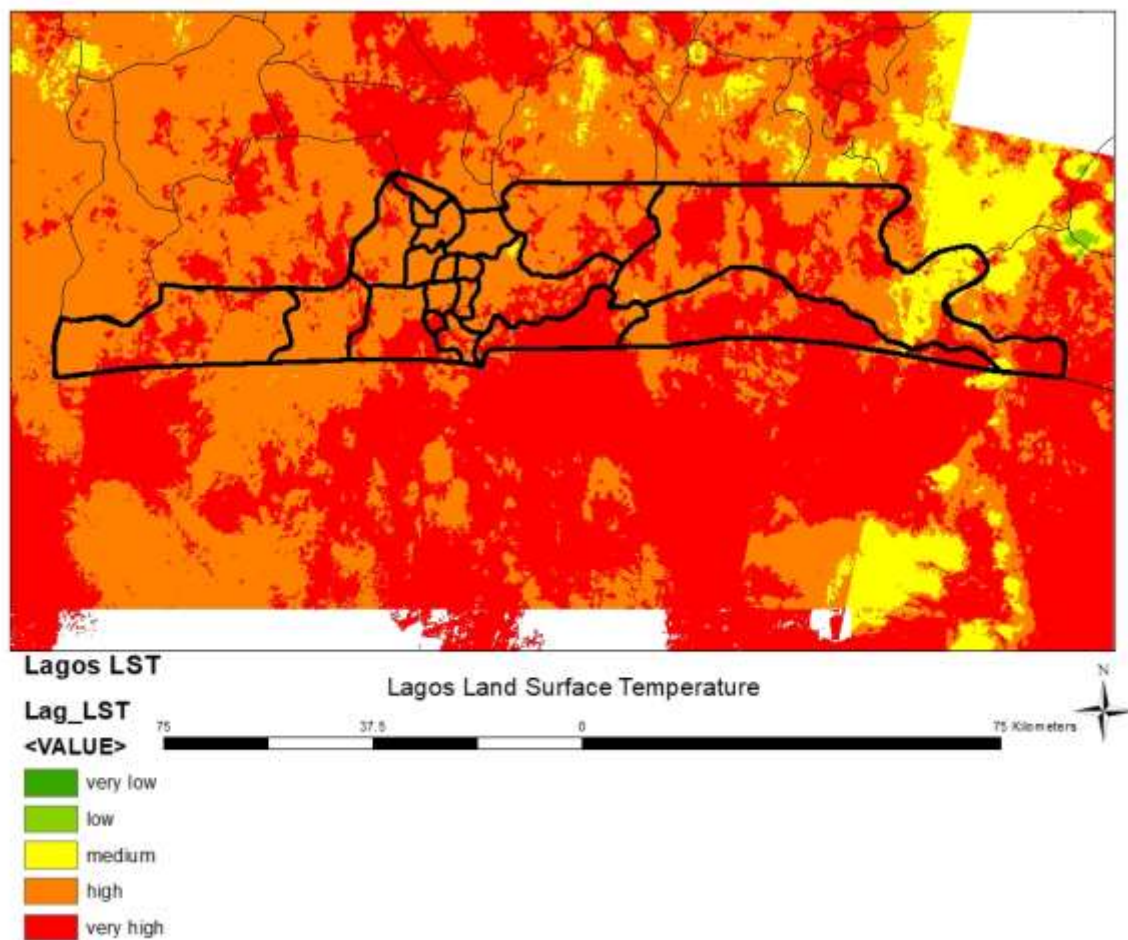 Lagos LST
Lagos Land Surface Temperature
N
Lag_LST
75 37.5 0 75 Kilometers
<VALUE>
very low
low
medium
high
very high